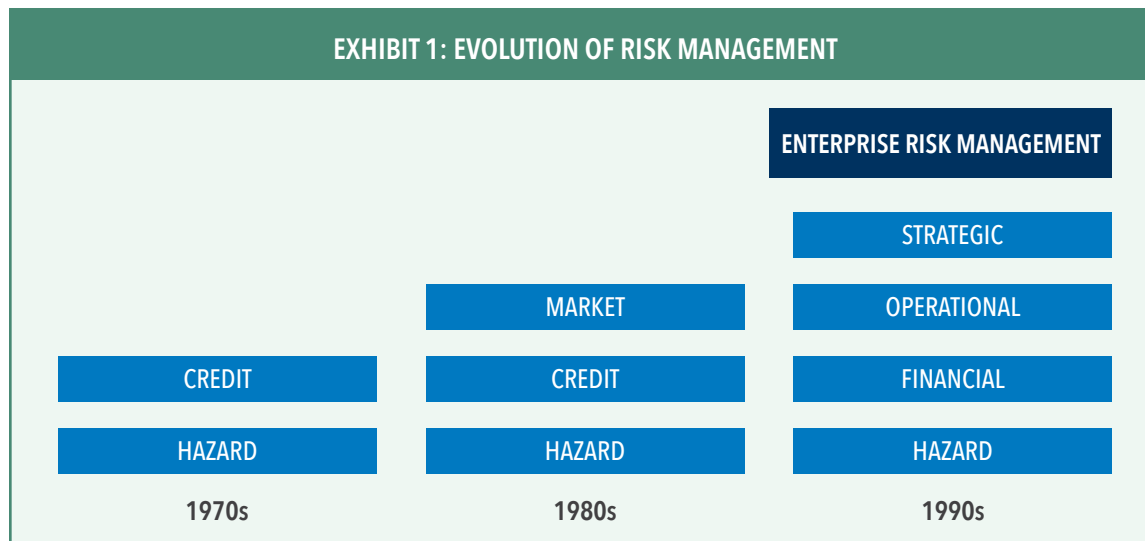 EXHIBIT 1: EVOLUTION OF RISK MANAGEMENT
ENTERPRISE RISK MANAGEMENT
STRATEGIC
MARKET
OPERATIONAL
CREDIT
CREDIT
FINANCIAL
HAZARD
HAZARD
HAZARD
1970s
1980s
1990s